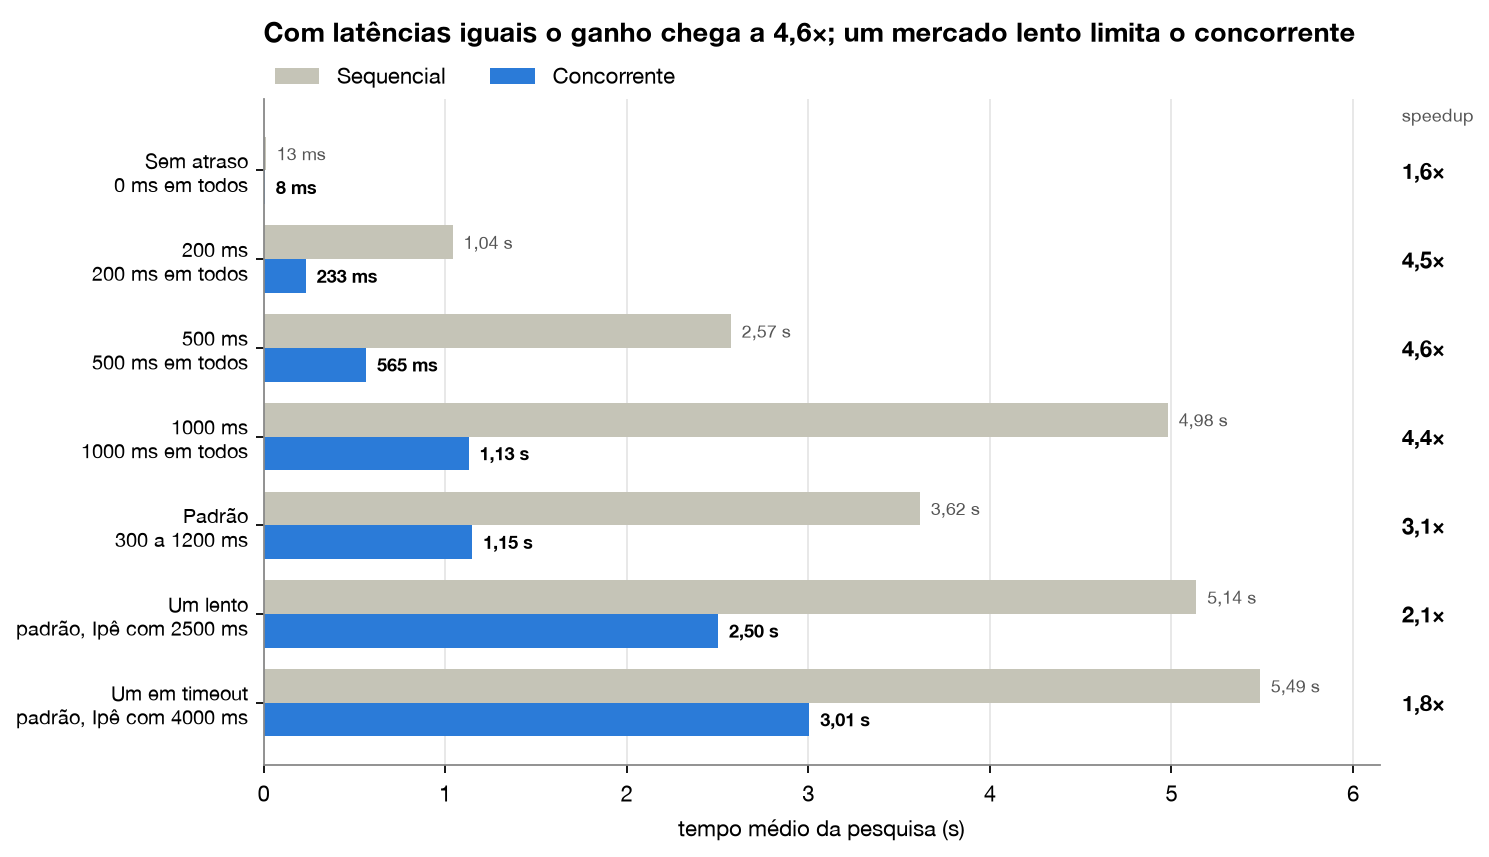 Com latências iguais o ganho chega a 4,6×; um mercado lento limita o concorrente
Sequencial
Concorrente
speedup
Sem atraso
0 ms em todos
13 ms
8 ms
1,6×
200 ms
200 ms em todos
1,04 s
233 ms
4,5×
500 ms
500 ms em todos
2,57 s
565 ms
4,6×
1000 ms
1000 ms em todos
4,98 s
1,13 s
4,4×
Padrão
300 a 1200 ms
3,62 s
1,15 s
3,1×
Um lento
padrão, Ipê com 2500 ms
5,14 s
2,50 s
2,1×
Um em timeout
padrão, Ipê com 4000 ms
5,49 s
3,01 s
1,8×
0
1
2
3
4
5
6
tempo médio da pesquisa (s)